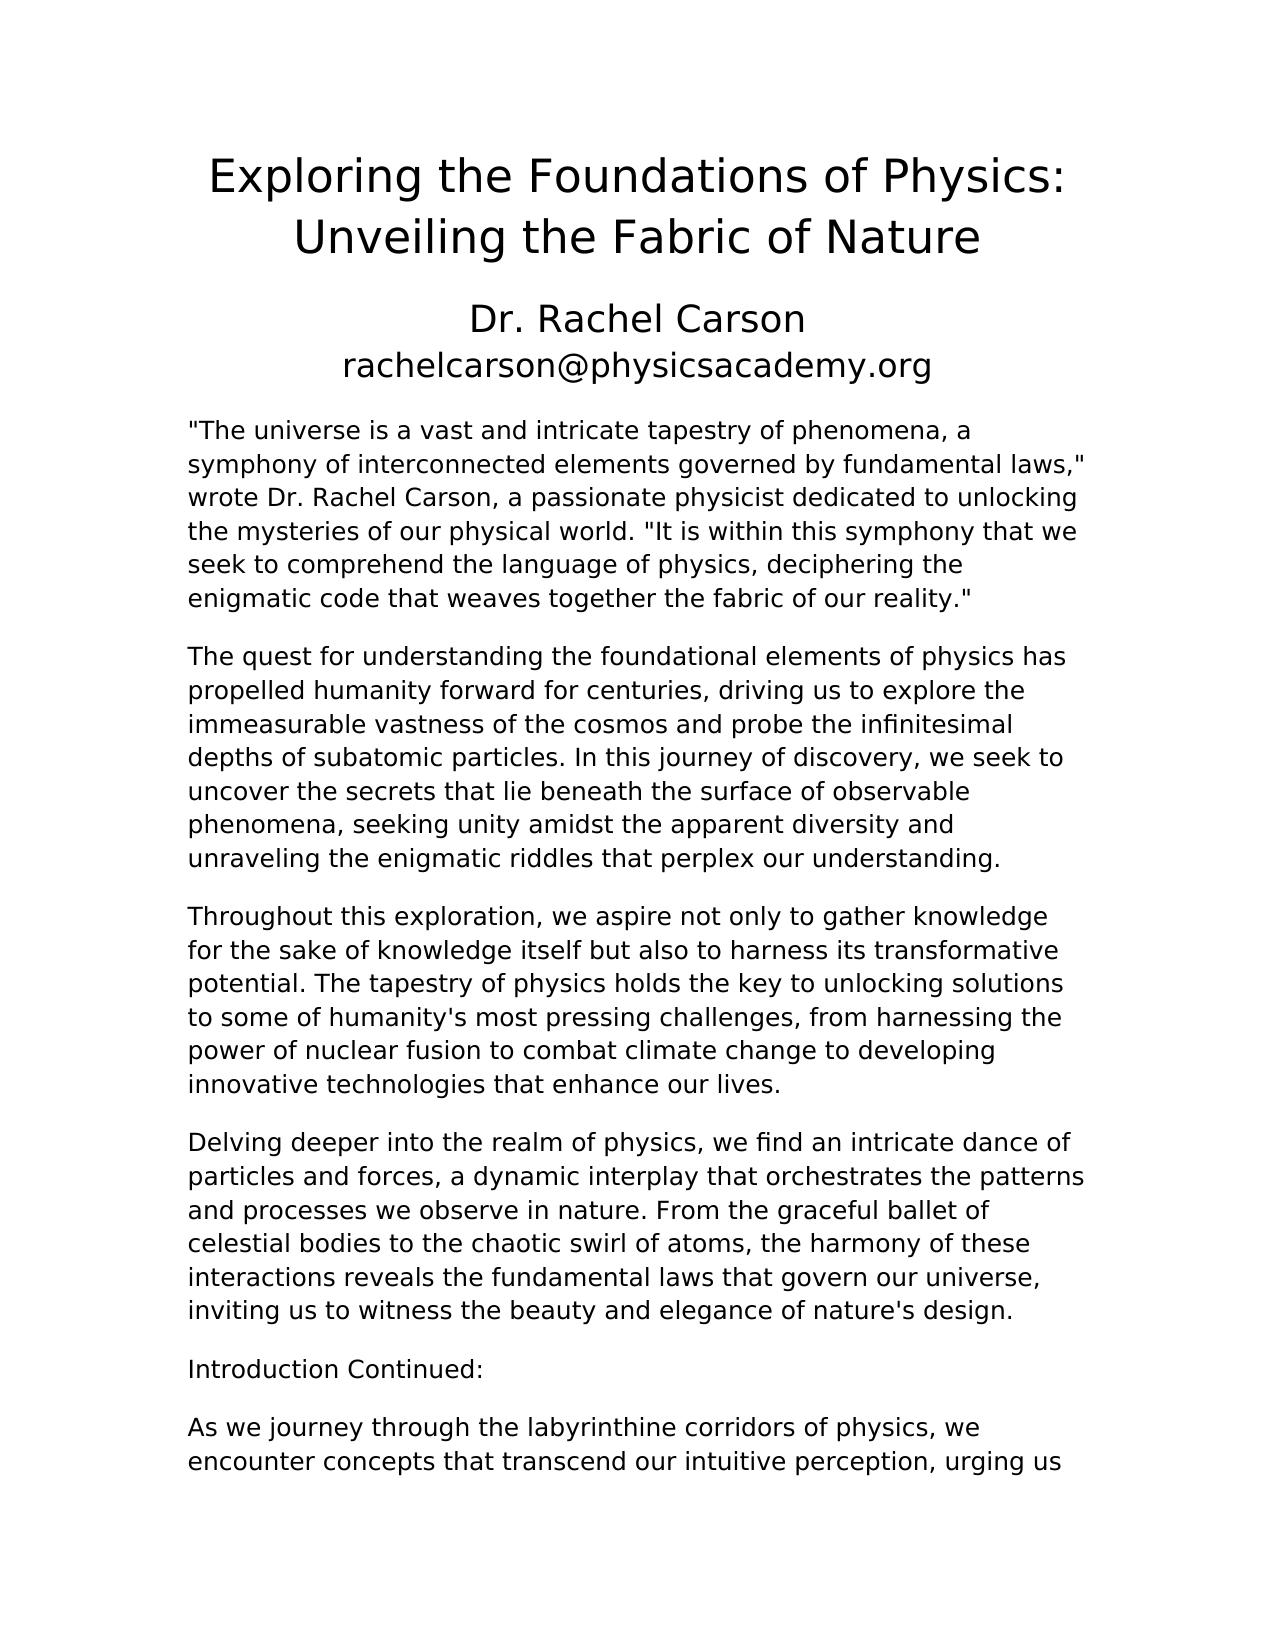 Exploring the Foundations of Physics:
Unveiling the Fabric of Nature
Dr. Rachel Carson
rachelcarson@physicsacademy.org
"The universe is a vast and intricate tapestry of phenomena, a
symphony of interconnected elements governed by fundamental laws,"
wrote Dr. Rachel Carson, a passionate physicist dedicated to unlocking
the mysteries of our physical world. "It is within this symphony that we
seek to comprehend the language of physics, deciphering the
enigmatic code that weaves together the fabric of our reality."
The quest for understanding the foundational elements of physics has
propelled humanity forward for centuries, driving us to explore the
immeasurable vastness of the cosmos and probe the infinitesimal
depths of subatomic particles. In this journey of discovery, we seek to
uncover the secrets that lie beneath the surface of observable
phenomena, seeking unity amidst the apparent diversity and
unraveling the enigmatic riddles that perplex our understanding.
Throughout this exploration, we aspire not only to gather knowledge
for the sake of knowledge itself but also to harness its transformative
potential. The tapestry of physics holds the key to unlocking solutions
to some of humanity's most pressing challenges, from harnessing the
power of nuclear fusion to combat climate change to developing
innovative technologies that enhance our lives.
Delving deeper into the realm of physics, we find an intricate dance of
particles and forces, a dynamic interplay that orchestrates the patterns
and processes we observe in nature. From the graceful ballet of
celestial bodies to the chaotic swirl of atoms, the harmony of these
interactions reveals the fundamental laws that govern our universe,
inviting us to witness the beauty and elegance of nature's design.
Introduction Continued:
As we journey through the labyrinthine corridors of physics, we
encounter concepts that transcend our intuitive perception, urging us